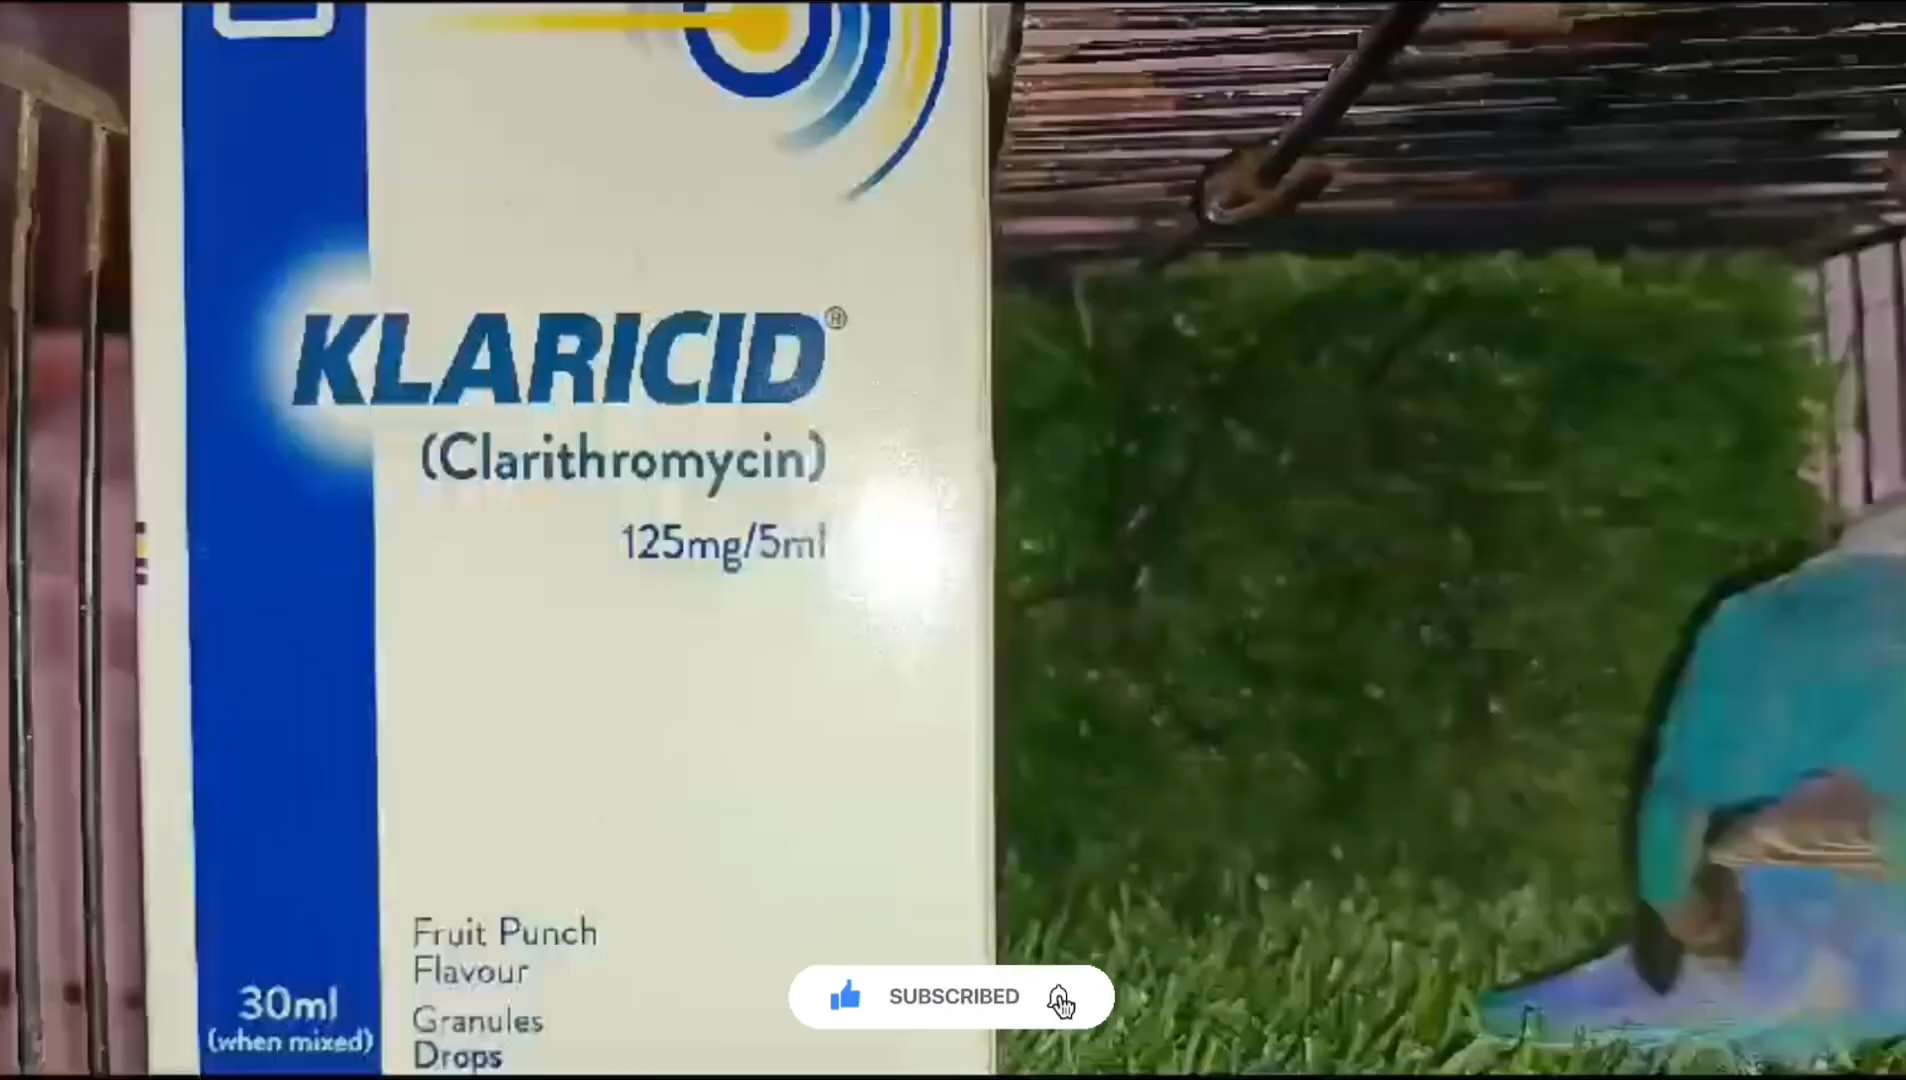 KLARICID®
(Clarithromycin)
125mg/5ml
Fruit Punch
Flavour
Granules
Drops
30ml
(when mixed)
SUBSCRIBED